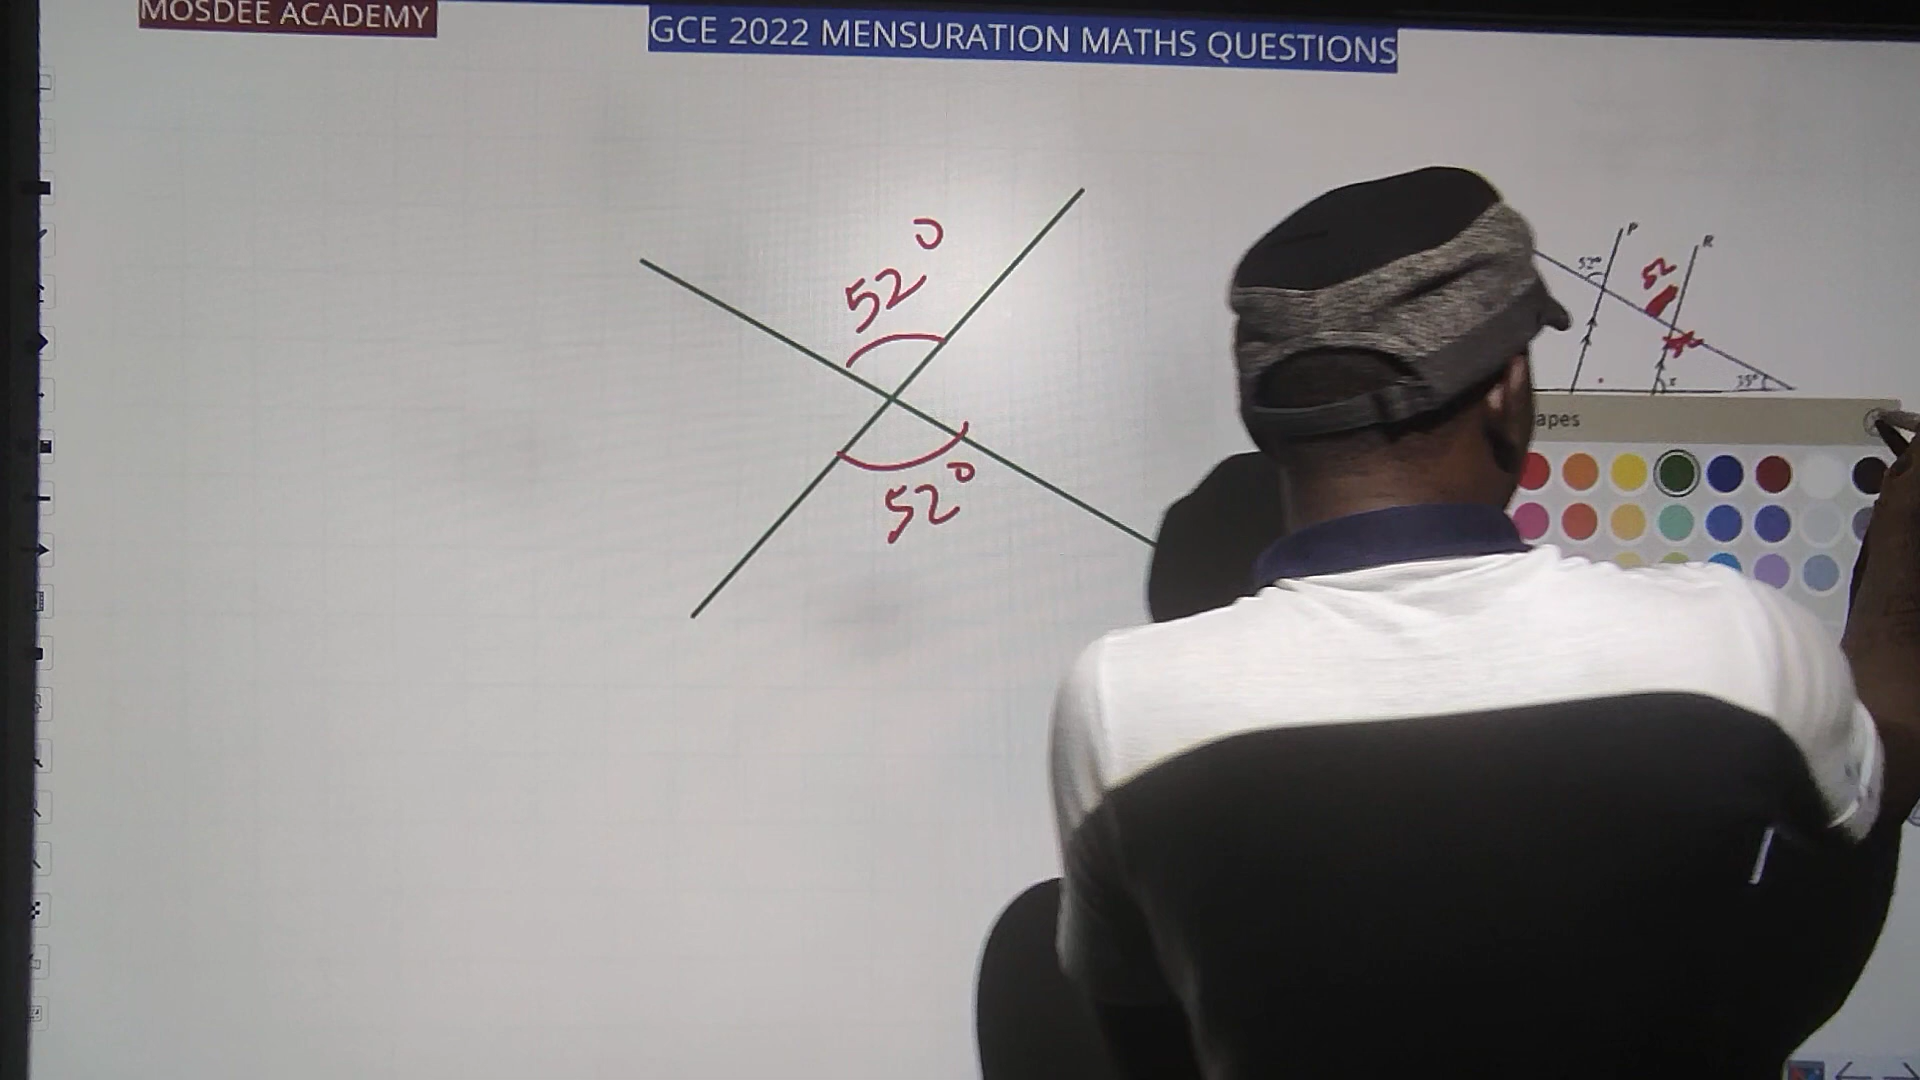 MOSDEE ACADEMY
GCE 2022 MENSURATION MATHS QUESTIONS
52°
52°
P
R
52°
52
x
35°
apes